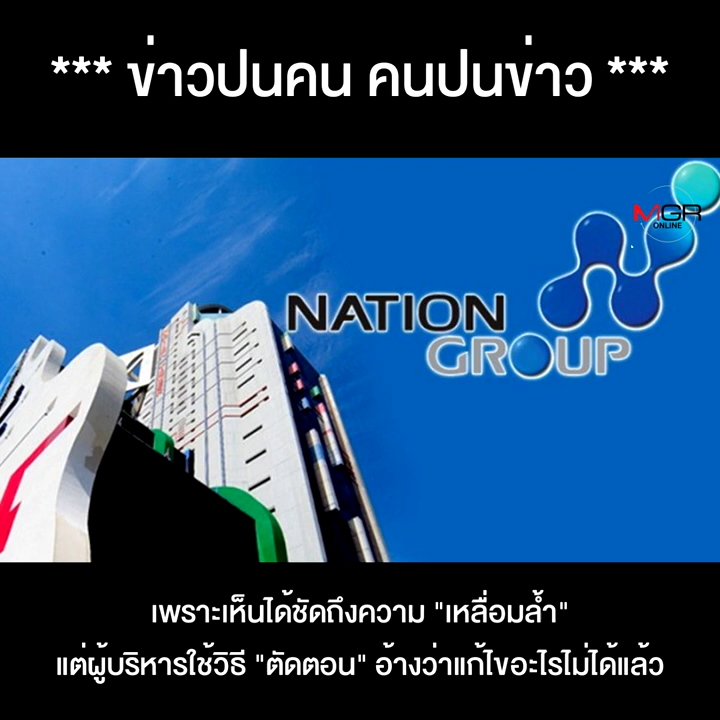 *** ข่าวปนคน คนปนข่าว ***
MGR
ONLINE
NATION
GROUP
เพราะเห็นได้ชัดถึงความ "เหลื่อมล้ำ"
แต่ผู้บริหารใช้วิธี "ตัดตอน" อ้างว่าแก้ไขอะไรไม่ได้แล้ว